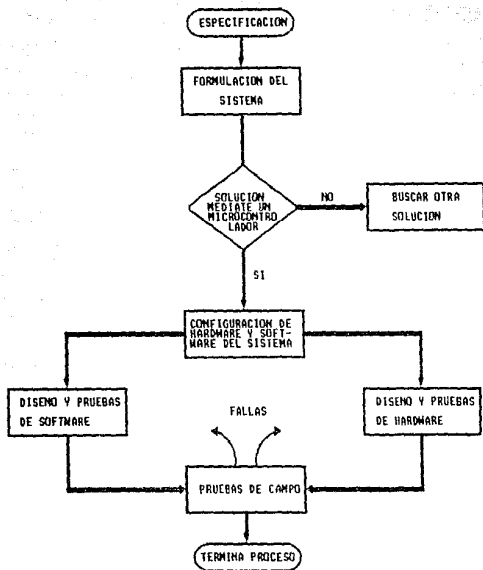 ESPECIFICACION
FORMULACION DEL
SISTEMA
SOLUCION
MEDIATE UN
MICROCONTRO
LADOR
NO
BUSCAR OTRA
SOLUCION
SI
CONFIGURACION DE
HARDWARE Y SOFT-
WARE DEL SISTEMA
DISENO Y PRUEBAS
DE SOFTWARE
FALLAS
DISENO Y PRUEBAS
DE HARDWARE
PRUEBAS DE CAMPO
TERMINA PROCESO